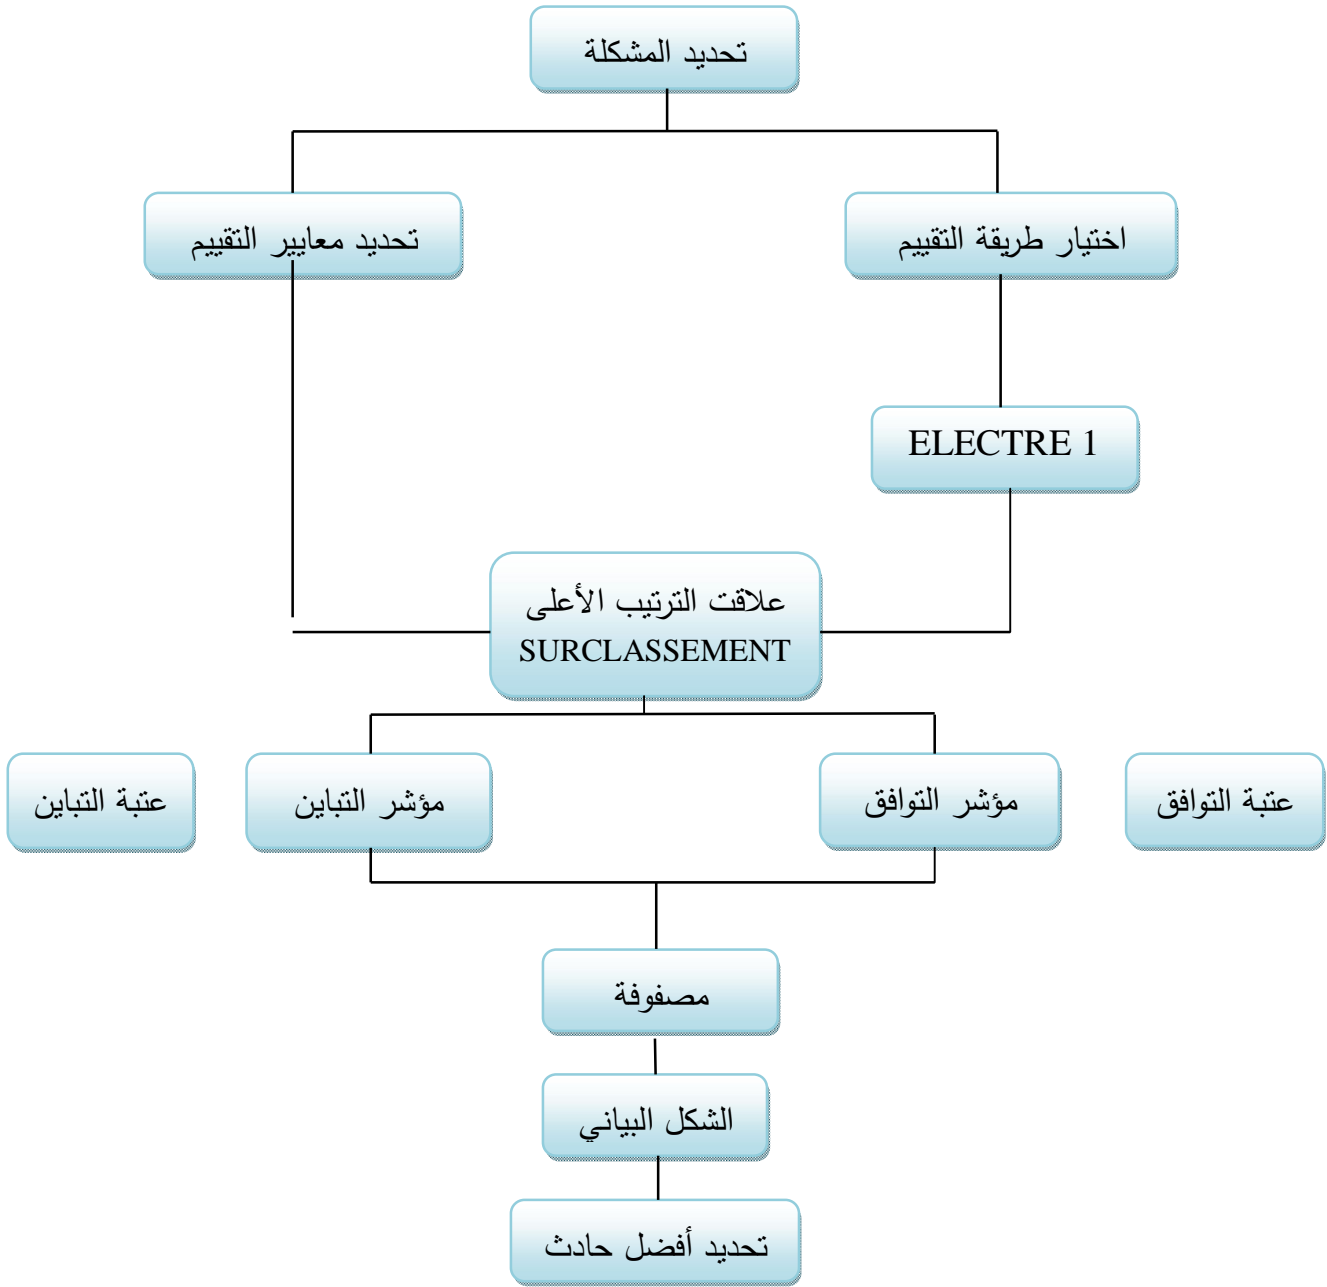 تحديد المشكلة
اختيار طريقة التقييم
تحديد معايير التقييم
ELECTRE 1
علاقت الترتيب الأعلى
SURCLASSEMENT
عتبة التوافق
مؤشر التوافق
مؤشر التباين
عتبة التباين
مصفوفة
الشكل البياني
تحديد أفضل حادث